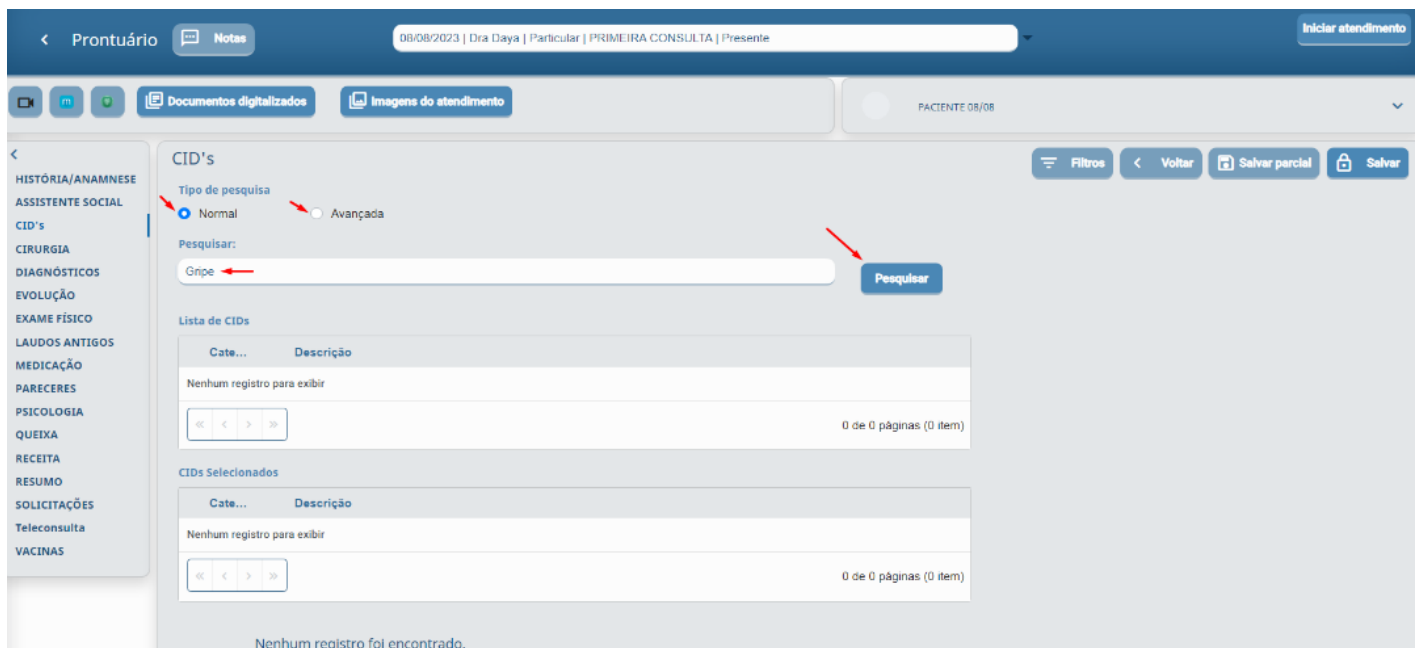 Prontuário
Notas
08/08/2023 | Dra Daya | Particular | PRIMEIRA CONSULTA | Presente
Iniciar atendimento
Documentos digitalizados
Imagens do atendimento
PACIENTE 08/08
HISTÓRIA/ANAMNESE
ASSISTENTE SOCIAL
CID's
CIRURGIA
DIAGNÓSTICOS
EVOLUÇÃO
EXAME FÍSICO
LAUDOS ANTIGOS
MEDICAÇÃO
PARECERES
PSICOLOGIA
QUEIXA
RECEITA
RESUMO
SOLICITAÇÕES
Teleconsulta
VACINAS
CID's
Filtros
Voltar
Salvar parcial
Salvar
Tipo de pesquisa
Normal
Avançada
Pesquisar:
Gripe
Pesquisar
Lista de CIDs
Cate... Descrição
Nenhum registro para exibir
0 de 0 páginas (0 item)
CIDs Selecionados
Cate... Descrição
Nenhum registro para exibir
0 de 0 páginas (0 item)
Nenhum registro foi encontrado.